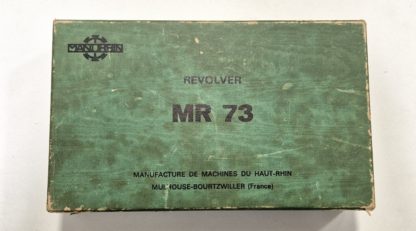 MANURHIN
REVOLVER
MR 73
MANUFACTURE DE MACHINES DU HAUT-RHIN
MULHOUSE-BOURTZWILLER (France)